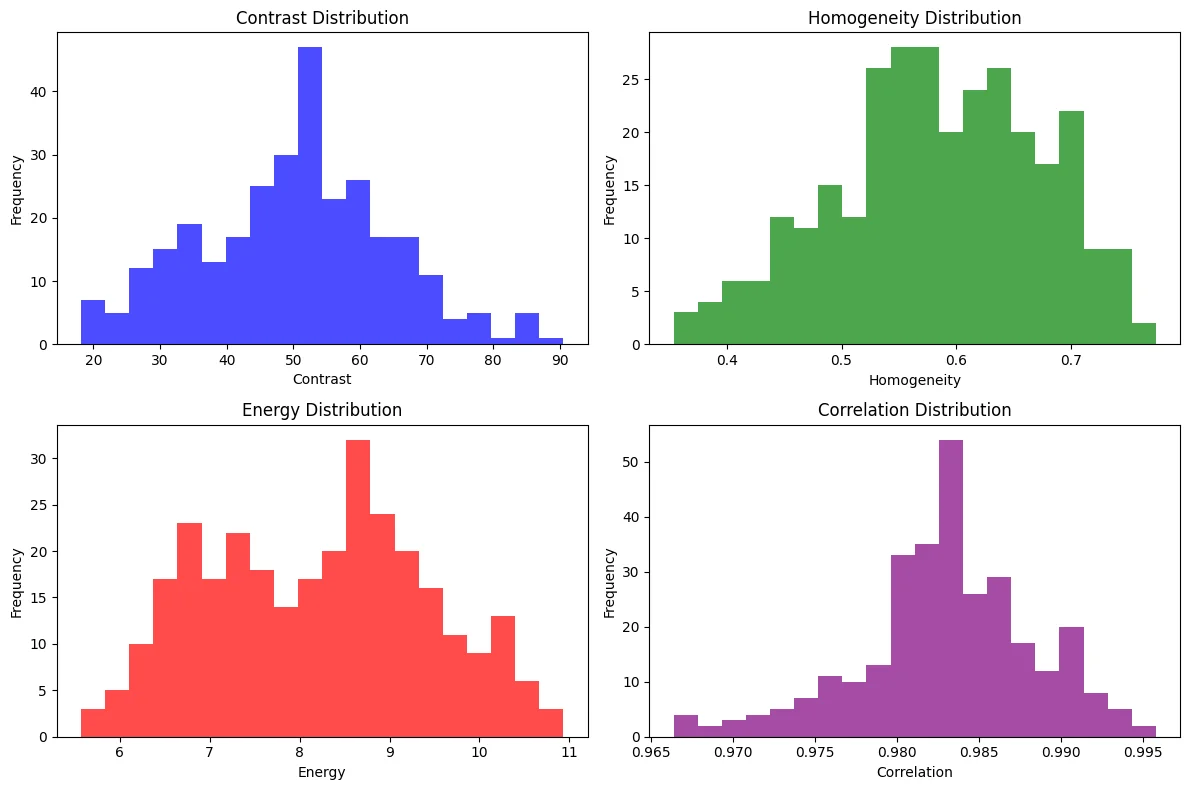 Contrast Distribution
Frequency
40
30
20
10
0
20 30 40 50 60 70 80 90
Contrast
Homogeneity Distribution
Frequency
25
20
15
10
5
0
0.4 0.5 0.6 0.7
Homogeneity
Energy Distribution
Frequency
30
25
20
15
10
5
0
6 7 8 9 10 11
Energy
Correlation Distribution
Frequency
50
40
30
20
10
0
0.965 0.970 0.975 0.980 0.985 0.990 0.995
Correlation